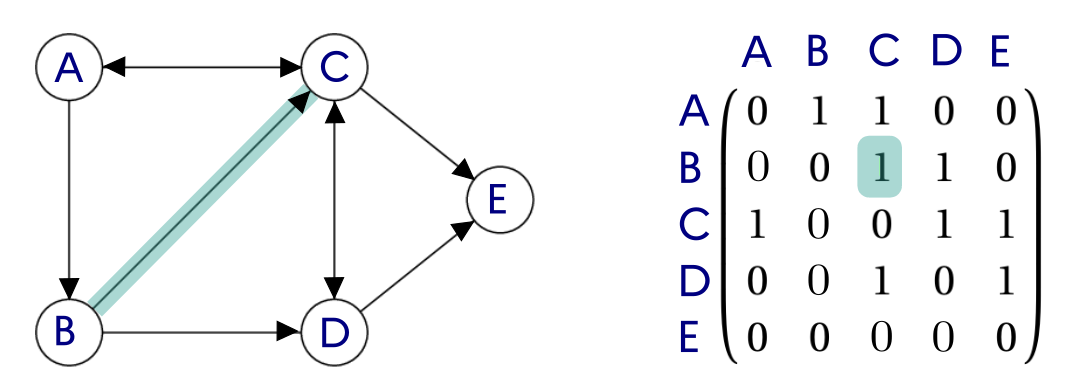 A
C
E
B
D
A B C D E
A 0 1 1 0 0
B 0 0 1 1 0
C 1 0 0 1 1
D 0 0 1 0 1
E 0 0 0 0 0